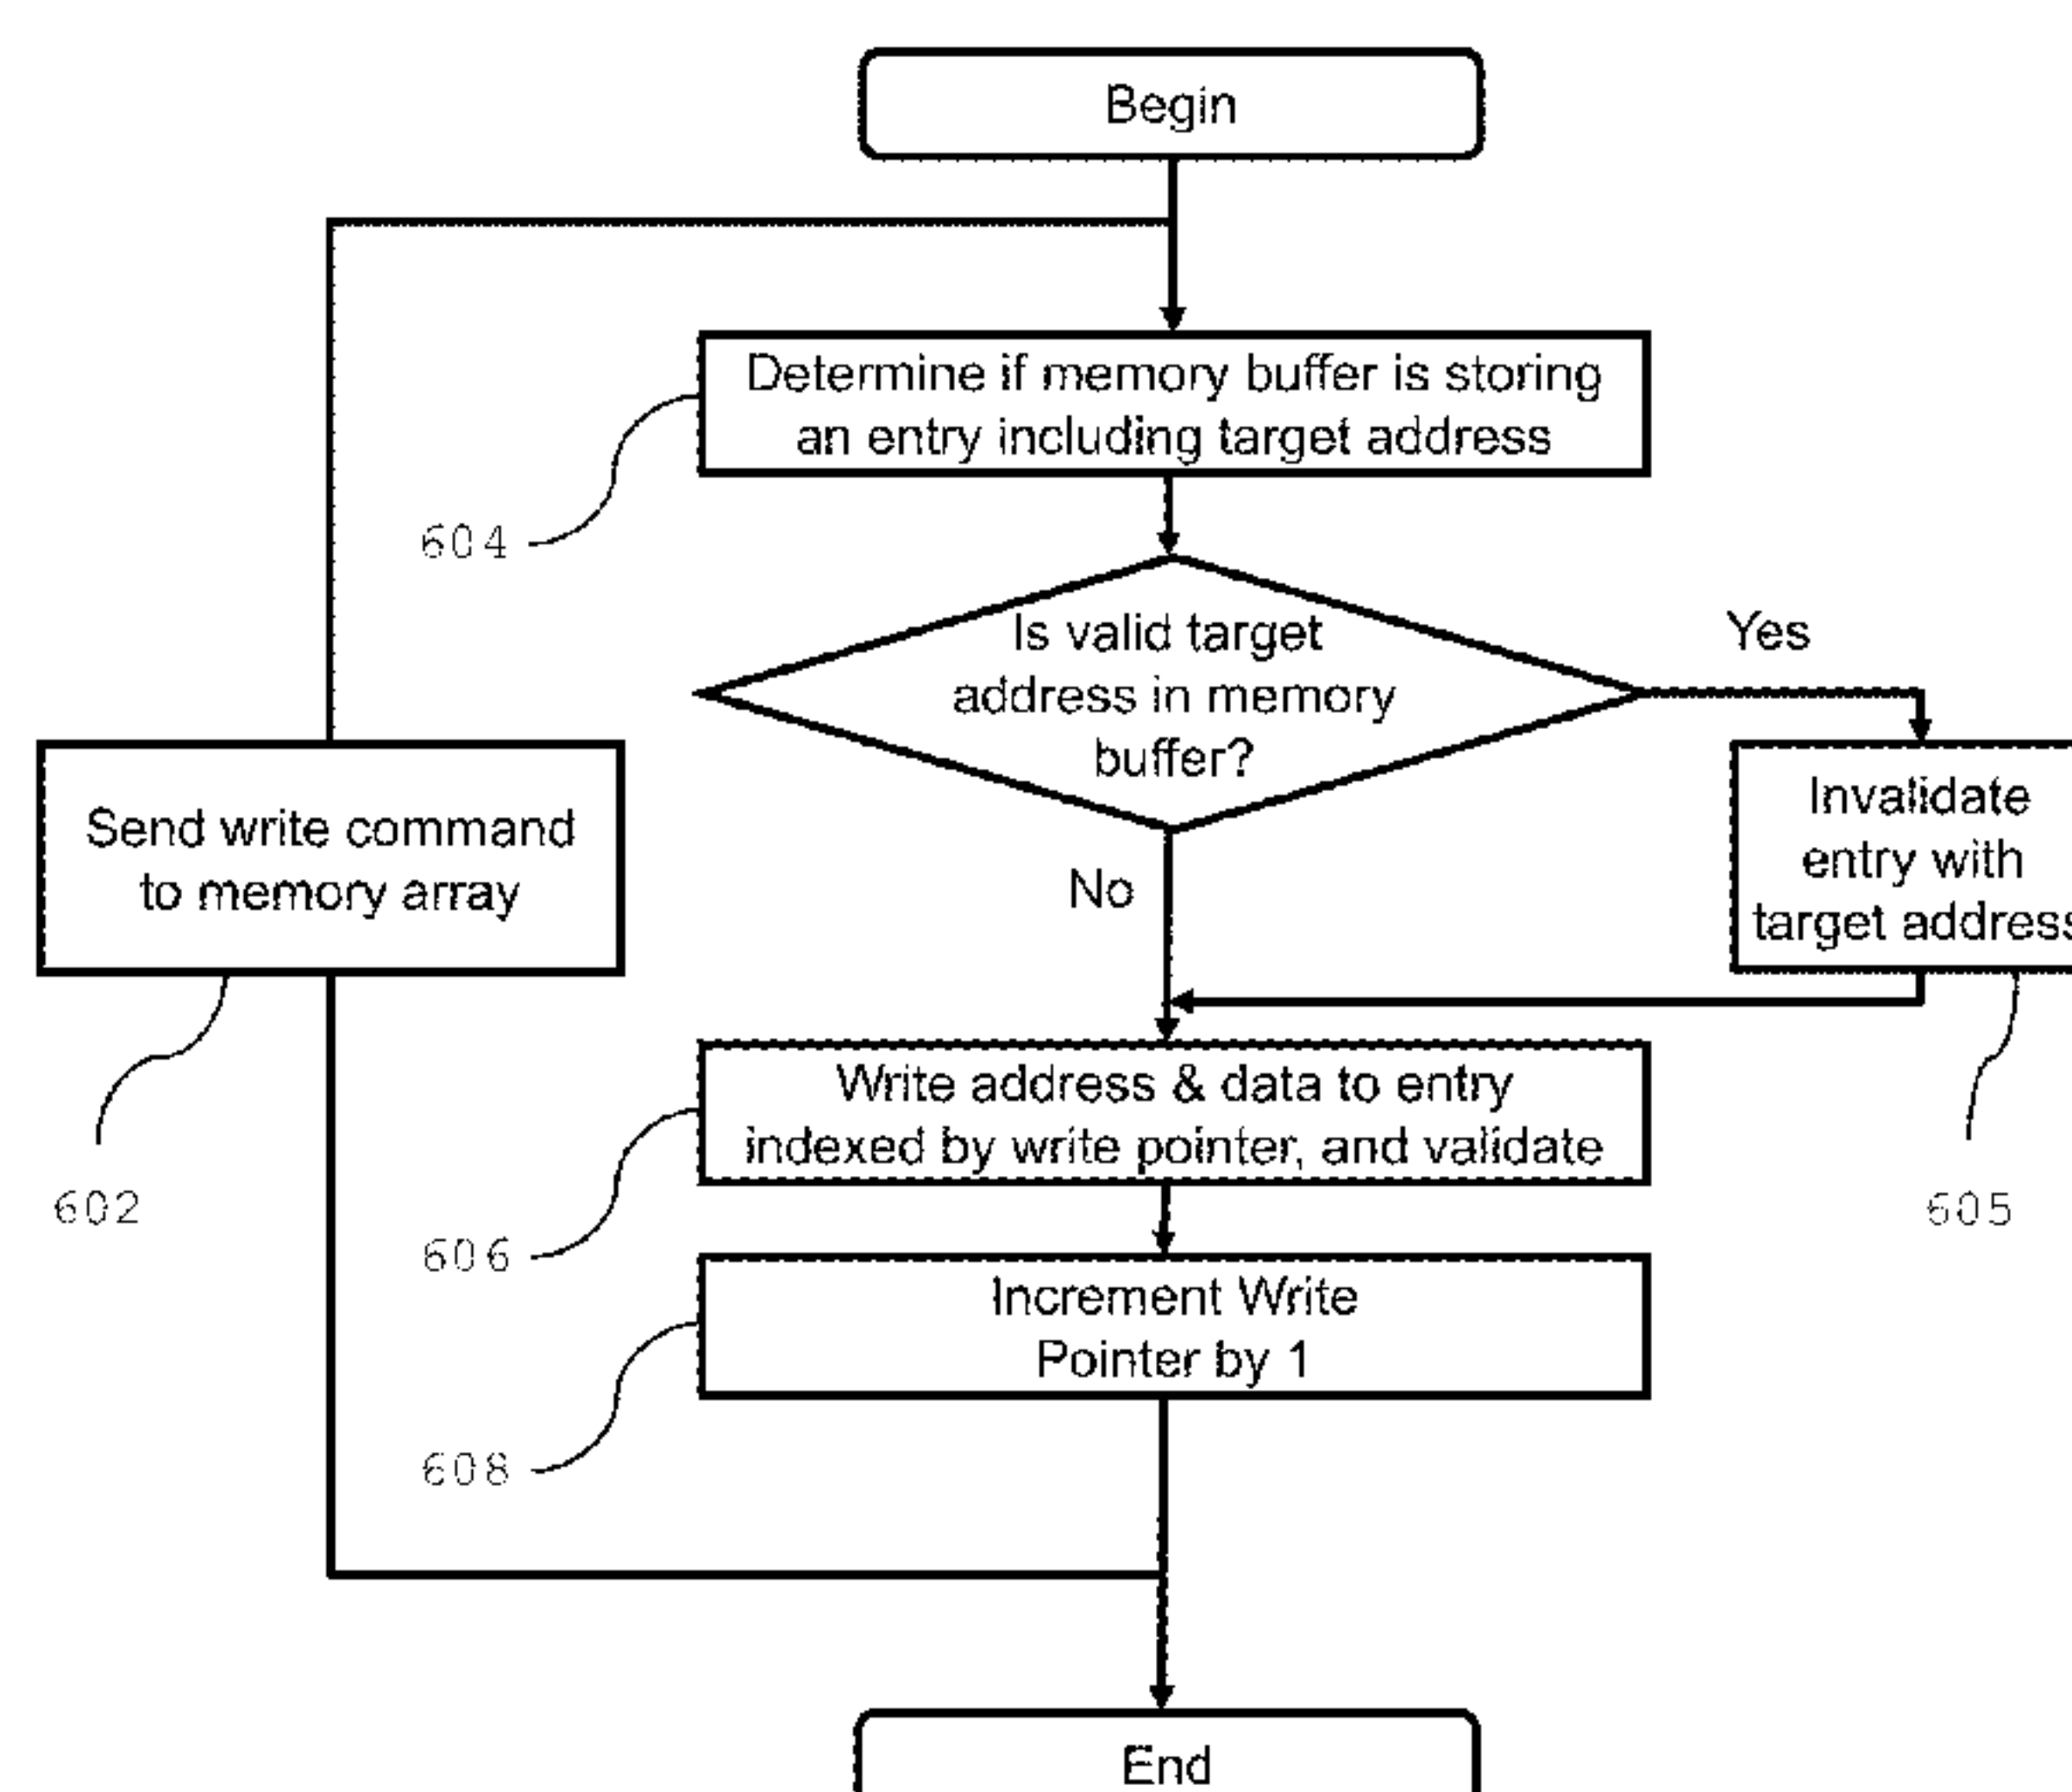 Begin
Determine if memory buffer is storing
an entry including target address
604
Is valid target
address in memory
buffer?
Yes
No
Send write command
to memory array
602
Invalidate
entry with
target address
605
Write address & data to entry
indexed by write pointer, and validate
606
Increment Write
Pointer by 1
608
End